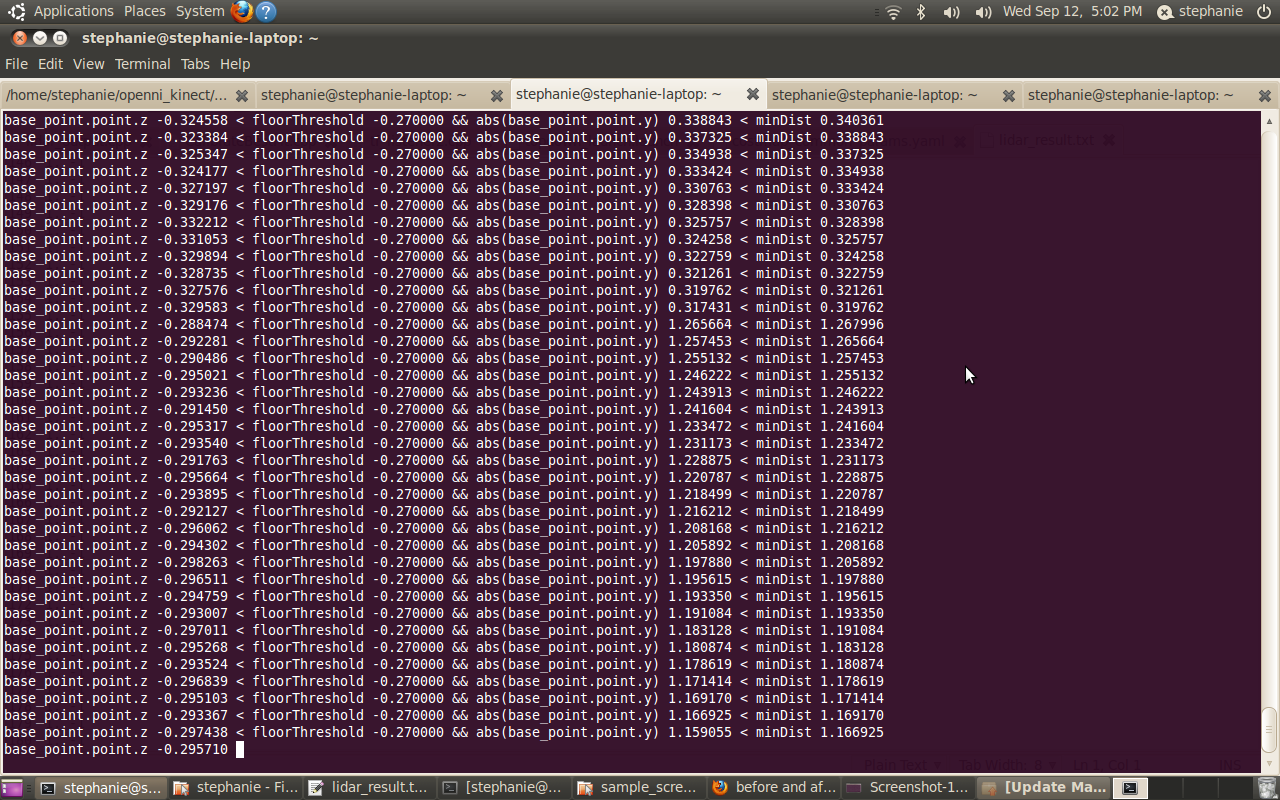 Applications Places System Wed Sep 12, 5:02 PM stephanie
stephanie@stephanie-laptop: ~
File Edit View Terminal Tabs Help
/home/stephanie/openni_kinect/... stephanie@stephanie-laptop: ~ stephanie@stephanie-laptop: ~ stephanie@stephanie-laptop: ~ stephanie@stephanie-laptop: ~
base_point.point.z -0.324558 < floorThreshold -0.270000 && abs(base_point.point.y) 0.338843 < minDist 0.340361
base_point.point.z -0.323384 < floorThreshold -0.270000 && abs(base_point.point.y) 0.337325 < minDist 0.338843
base_point.point.z -0.325347 < floorThreshold -0.270000 && abs(base_point.point.y) 0.334938 < minDist 0.337325
base_point.point.z -0.324177 < floorThreshold -0.270000 && abs(base_point.point.y) 0.333424 < minDist 0.334938
base_point.point.z -0.327197 < floorThreshold -0.270000 && abs(base_point.point.y) 0.330763 < minDist 0.333424
base_point.point.z -0.329176 < floorThreshold -0.270000 && abs(base_point.point.y) 0.328398 < minDist 0.330763
base_point.point.z -0.332212 < floorThreshold -0.270000 && abs(base_point.point.y) 0.325757 < minDist 0.328398
base_point.point.z -0.331053 < floorThreshold -0.270000 && abs(base_point.point.y) 0.324258 < minDist 0.325757
base_point.point.z -0.329894 < floorThreshold -0.270000 && abs(base_point.point.y) 0.322759 < minDist 0.324258
base_point.point.z -0.328735 < floorThreshold -0.270000 && abs(base_point.point.y) 0.321261 < minDist 0.322759
base_point.point.z -0.327576 < floorThreshold -0.270000 && abs(base_point.point.y) 0.319762 < minDist 0.321261
base_point.point.z -0.329583 < floorThreshold -0.270000 && abs(base_point.point.y) 0.317431 < minDist 0.319762
base_point.point.z -0.288474 < floorThreshold -0.270000 && abs(base_point.point.y) 1.265664 < minDist 1.267996
base_point.point.z -0.292281 < floorThreshold -0.270000 && abs(base_point.point.y) 1.257453 < minDist 1.265664
base_point.point.z -0.290486 < floorThreshold -0.270000 && abs(base_point.point.y) 1.255132 < minDist 1.257453
base_point.point.z -0.295021 < floorThreshold -0.270000 && abs(base_point.point.y) 1.246222 < minDist 1.255132
base_point.point.z -0.293236 < floorThreshold -0.270000 && abs(base_point.point.y) 1.243913 < minDist 1.246222
base_point.point.z -0.291450 < floorThreshold -0.270000 && abs(base_point.point.y) 1.241604 < minDist 1.243913
base_point.point.z -0.295317 < floorThreshold -0.270000 && abs(base_point.point.y) 1.233472 < minDist 1.241604
base_point.point.z -0.293540 < floorThreshold -0.270000 && abs(base_point.point.y) 1.231173 < minDist 1.233472
base_point.point.z -0.291763 < floorThreshold -0.270000 && abs(base_point.point.y) 1.228875 < minDist 1.231173
base_point.point.z -0.295664 < floorThreshold -0.270000 && abs(base_point.point.y) 1.220787 < minDist 1.228875
base_point.point.z -0.293895 < floorThreshold -0.270000 && abs(base_point.point.y) 1.218499 < minDist 1.220787
base_point.point.z -0.292127 < floorThreshold -0.270000 && abs(base_point.point.y) 1.216212 < minDist 1.218499
base_point.point.z -0.296062 < floorThreshold -0.270000 && abs(base_point.point.y) 1.208168 < minDist 1.216212
base_point.point.z -0.294302 < floorThreshold -0.270000 && abs(base_point.point.y) 1.205892 < minDist 1.208168
base_point.point.z -0.298263 < floorThreshold -0.270000 && abs(base_point.point.y) 1.197880 < minDist 1.205892
base_point.point.z -0.296511 < floorThreshold -0.270000 && abs(base_point.point.y) 1.195615 < minDist 1.197880
base_point.point.z -0.294759 < floorThreshold -0.270000 && abs(base_point.point.y) 1.193350 < minDist 1.195615
base_point.point.z -0.293007 < floorThreshold -0.270000 && abs(base_point.point.y) 1.191084 < minDist 1.193350
base_point.point.z -0.297011 < floorThreshold -0.270000 && abs(base_point.point.y) 1.183128 < minDist 1.191084
base_point.point.z -0.295268 < floorThreshold -0.270000 && abs(base_point.point.y) 1.180874 < minDist 1.183128
base_point.point.z -0.293524 < floorThreshold -0.270000 && abs(base_point.point.y) 1.178619 < minDist 1.180874
base_point.point.z -0.296839 < floorThreshold -0.270000 && abs(base_point.point.y) 1.171414 < minDist 1.178619
base_point.point.z -0.295103 < floorThreshold -0.270000 && abs(base_point.point.y) 1.169170 < minDist 1.171414
base_point.point.z -0.293367 < floorThreshold -0.270000 && abs(base_point.point.y) 1.166925 < minDist 1.169170
base_point.point.z -0.297438 < floorThreshold -0.270000 && abs(base_point.point.y) 1.159055 < minDist 1.166925
base_point.point.z -0.295710
lidar_result.txt
Plain Text Tab Width: 8 Ln 1, Col 1 INS
stephanie@s... stephanie - Fi... lidar_result.t... [stephanie@... sample_scre... before and af... Screenshot-1... [Update Ma...